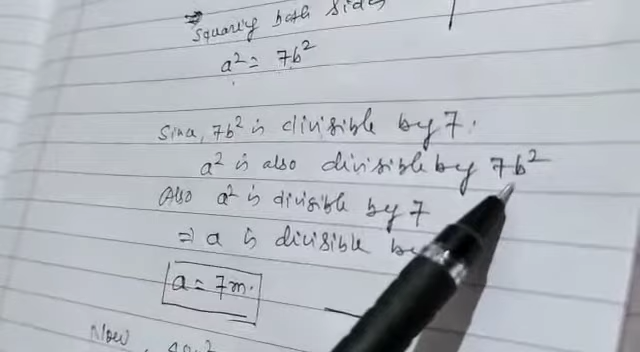 Squaring both sides
a² = 7b²
Since, 7b² is divisible by 7.
a² is also divisible by 7b²
Also a² is divisible by 7
⇒ a is divisible by
a = 7m.
Now,